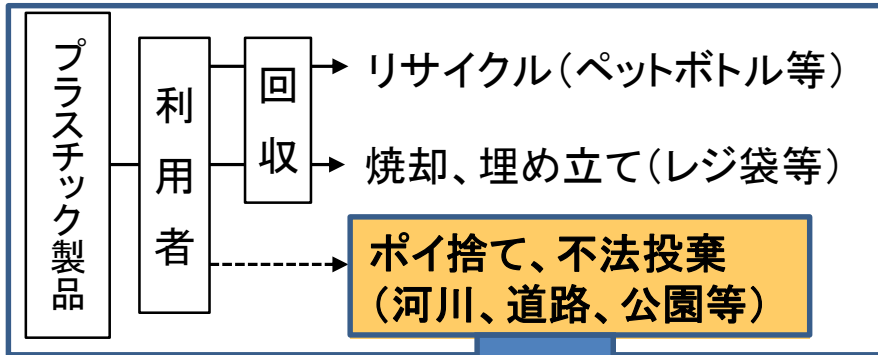 プラスチック製品
利用者
回収
リサイクル（ペットボトル等）
焼却、埋め立て（レジ袋等）
ポイ捨て、不法投棄
（河川、道路、公園等）